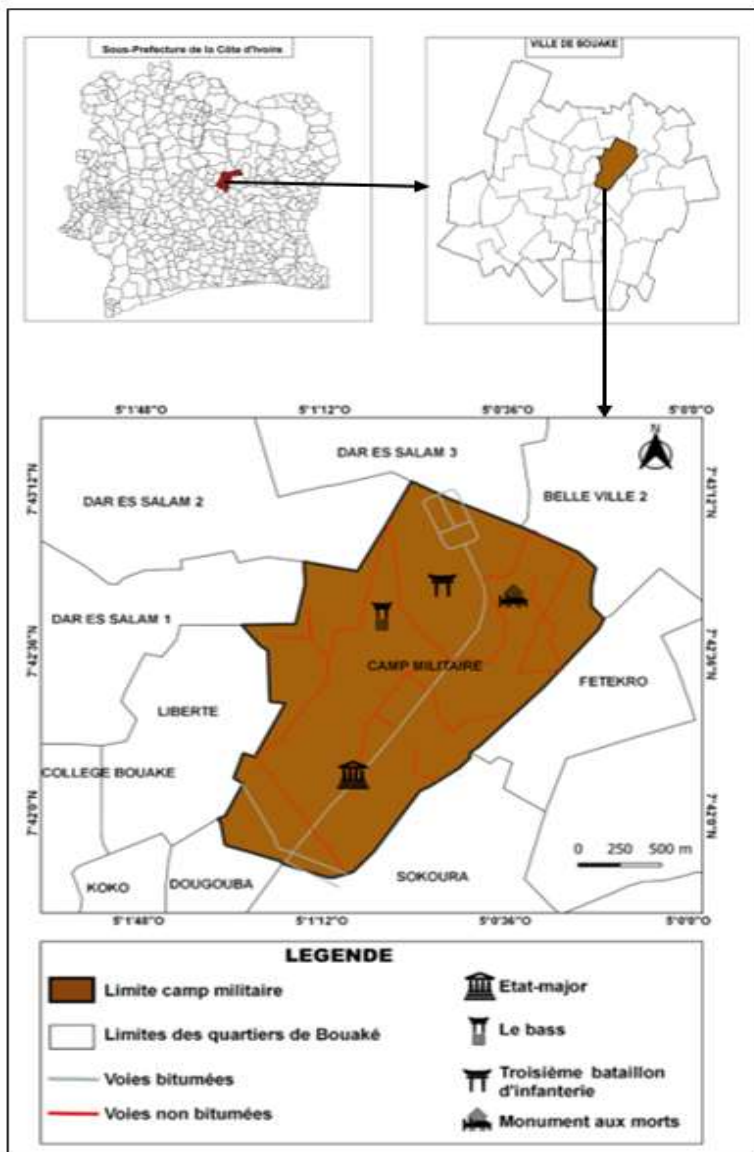 Sous-Prefecture de la Côte d'Ivoire
VILLE DE BOUAKE
5°1'48"O 5°1'12"O 5°0'36"O 5°0'0"O
N
DAR ES SALAM 3
DAR ES SALAM 2
BELLE VILLE 2
7°43'12"N
7°43'12"N
DAR ES SALAM 1
7°42'36"N
7°42'36"N
CAMP MILITAIRE
FETEKRO
LIBERTE
COLLEGE BOUAKE
7°42'0"N
7°42'0"N
0 250 500 m
KOKO
DOUGOUBA
SOKOURA
5°1'48"O 5°1'12"O 5°0'36"O 5°0'0"O
LEGENDE
Limite camp militaire
Limites des quartiers de Bouaké
Voies bitumées
Voies non bitumées
Etat-major
Le bass
Troisième bataillon
d'infanterie
Monument aux morts